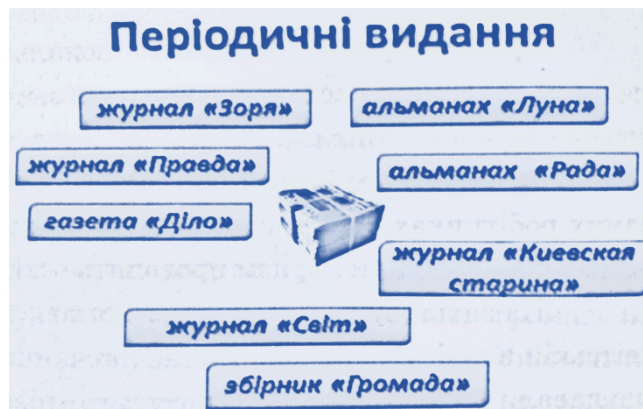 Періодичні видання
журнал «Зоря»
альманах «Луна»
журнал «Правда»
альманах «Рада»
газета «Діло»
журнал «Киевская
старина»
журнал «Світ»
збірник «Громада»